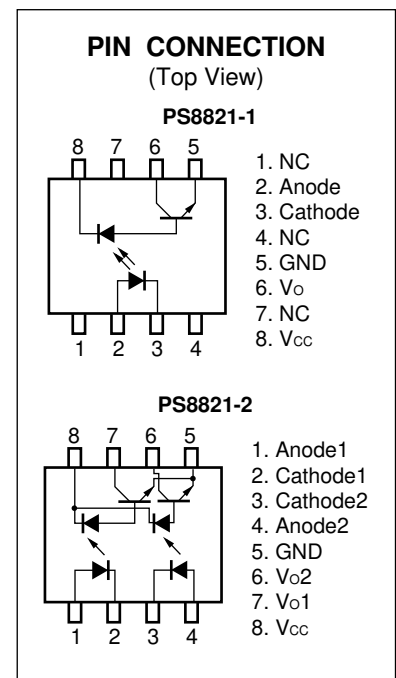 PIN CONNECTION
(Top View)
PS8821-1
8 7 6 5
1. NC
2. Anode
3. Cathode
4. NC
5. GND
6. Vo
7. NC
8. Vcc
1 2 3 4
PS8821-2
8 7 6 5
1. Anode1
2. Cathode1
3. Cathode2
4. Anode2
5. GND
6. Vo2
7. Vo1
8. Vcc
1 2 3 4